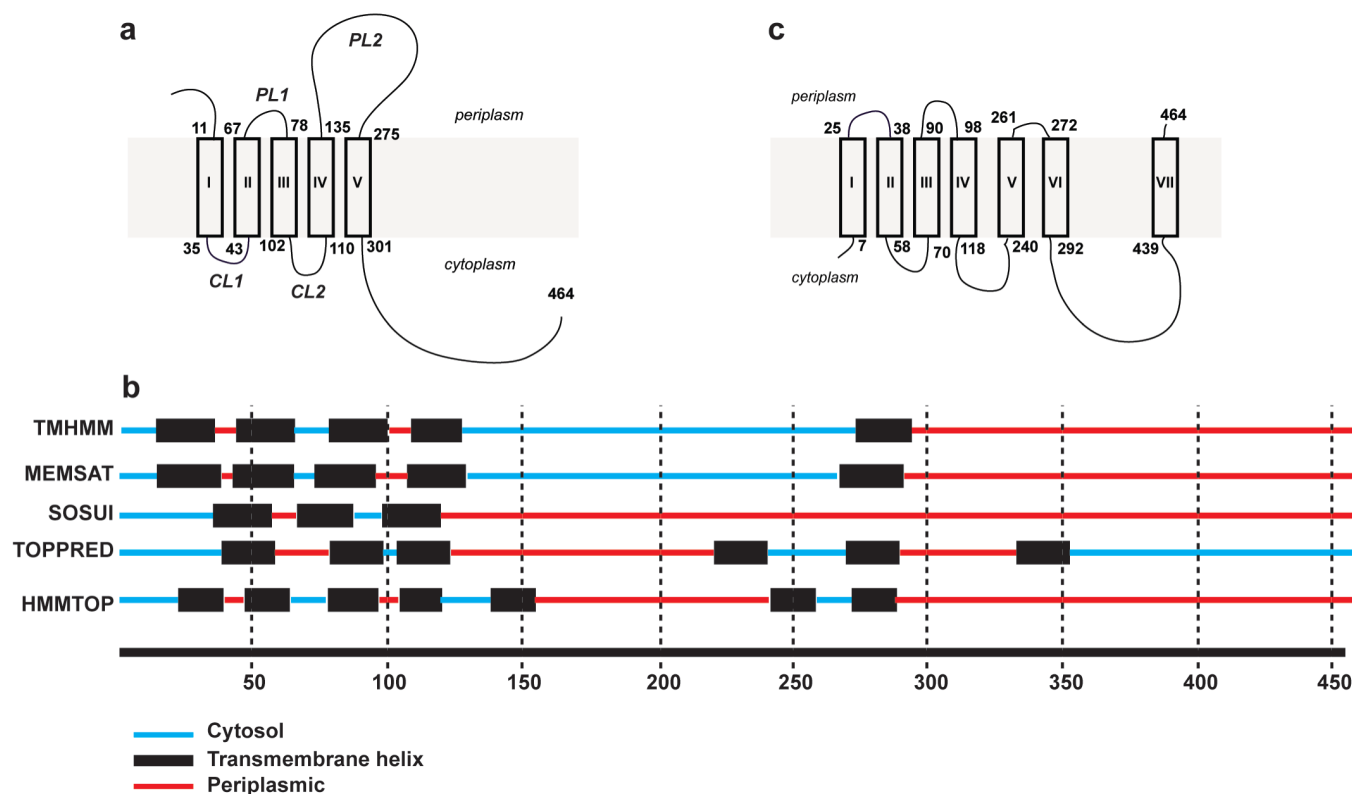 a
PL2
PL1
periplasm
11
67
78
135
275
I
II
III
IV
V
35
43
102
110
301
CL1
CL2
cytoplasm
464
c
periplasm
25
38
90
98
261
272
464
I
II
III
IV
V
VI
VII
7
58
70
118
240
292
439
cytoplasm
b
TMHMM
MEMSAT
SOSUI
TOPPRED
HMMTOP
50 100 150 200 250 300 350 400 450
Cytosol
Transmembrane helix
Periplasmic